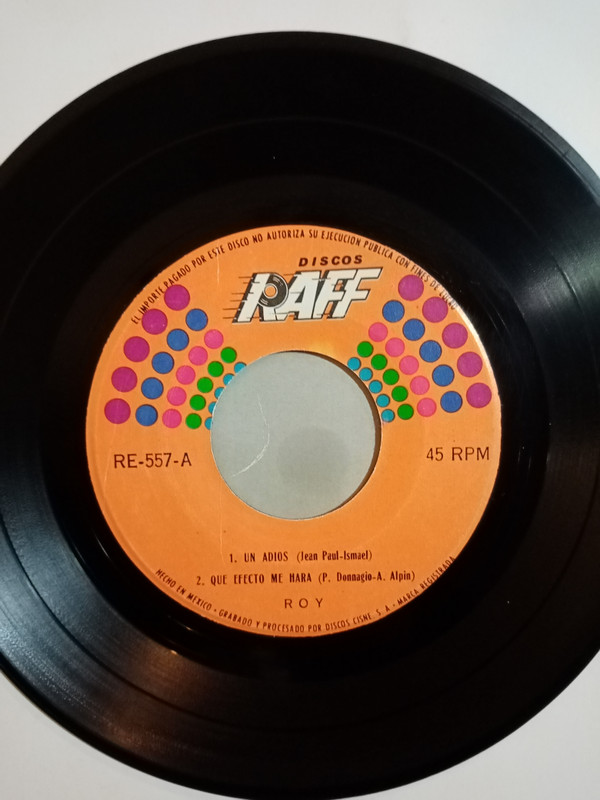 EL IMPORTE PAGADO POR ESTE DISCO NO AUTORIZA SU EJECUCION PUBLICA CON FINES DE LUCRO
DISCOS
RAFF
RE-557-A
45 RPM
1. UN ADIOS (Jean Paul-Ismael)
2. QUE EFECTO ME HARA (P. Donnagio-A. Alpin)
ROY
HECHO EN MEXICO - GRABADO Y PROCESADO POR DISCOS CISNE, S. A. - MARCA REGISTRADA